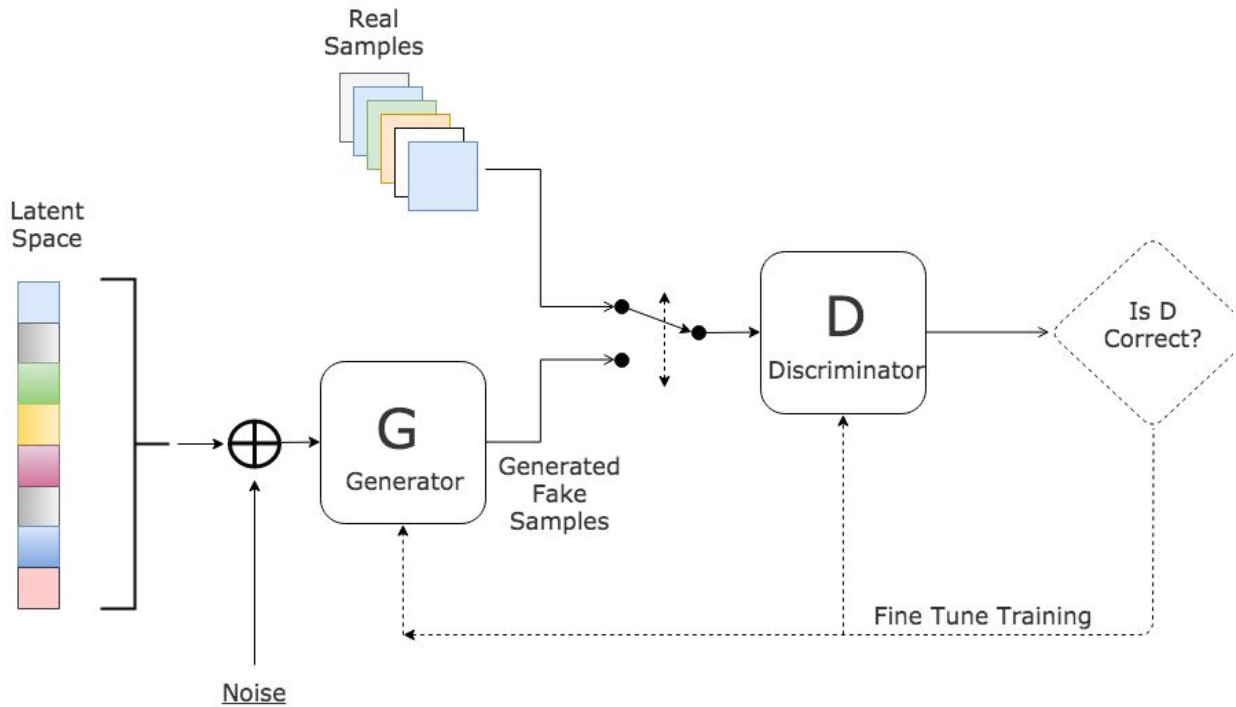 Real
Samples
Latent
Space
D
Discriminator
Is D
Correct?
G
Generator
Generated
Fake
Samples
Fine Tune Training
Noise